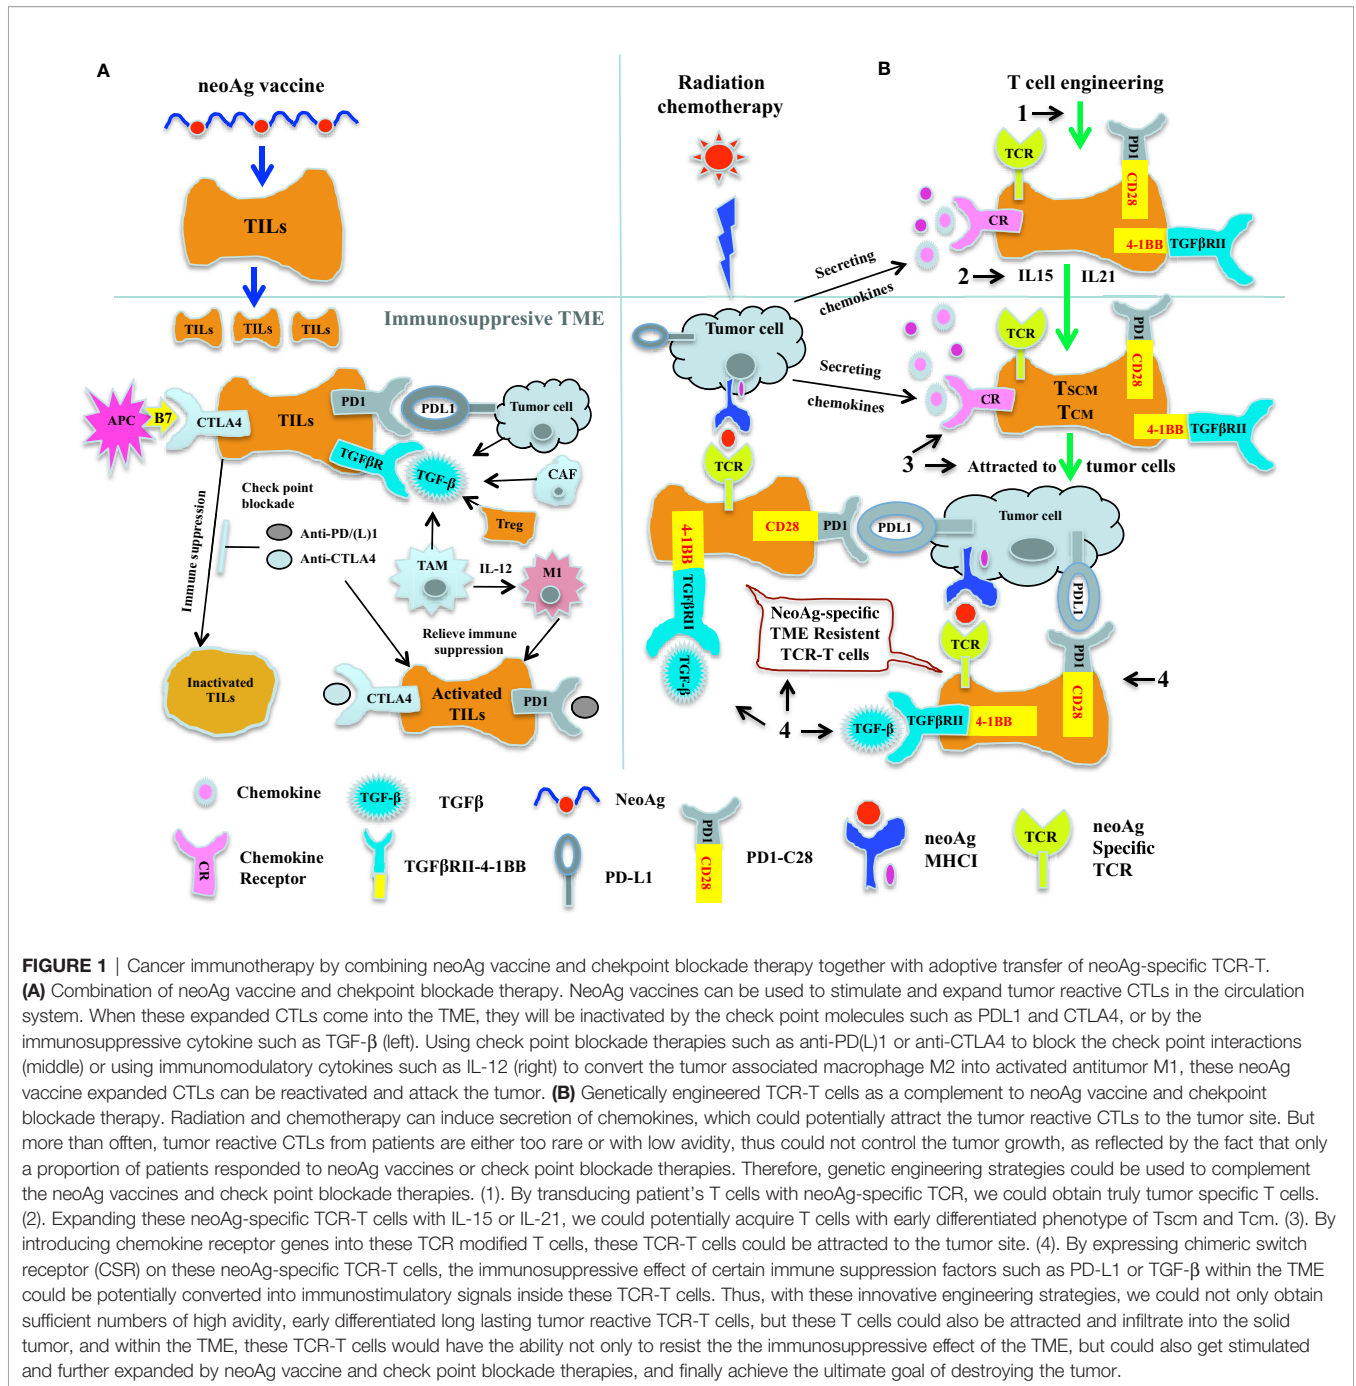 A
neoAg vaccine
TILs
TILs
TILs
TILs
Immunosuppresive TME
APC
B7
CTLA4
TILs
PD1
PDL1
Tumor cell
TGFβR
TGF-β
CAF
Treg
TAM
IL-12
M1
Check point
blockade
Anti-PD/(L)1
Anti-CTLA4
Immune suppression
Relieve immune
suppression
Inactivated
TILs
CTLA4
Activated
TILs
PD1
Radiation
chemotherapy
B
T cell engineering
1
TCR
PD1
CD28
CR
4-1BB
TGFβRII
2
IL15
IL21
Secreting
chemokines
Tumor cell
Secreting
chemokines
TCR
PD1
CD28
CR
TSCM
TCM
4-1BB
TGFβRII
3
Attracted to
tumor cells
TCR
4-1BB
CD28
PD1
PDL1
Tumor cell
TGFβRII
TGF-β
PDL1
NeoAg-specific
TME Resistent
TCR-T cells
TCR
PD1
CD28
4
4
TGF-β
TGFβRII
4-1BB
Chemokine
TGF-β
TGFβ
NeoAg
CR
Chemokine
Receptor
TGFβRII-4-1BB
PD-L1
PD1
CD28
PD1-C28
neoAg
MHCI
TCR
neoAg
Specific
TCR
FIGURE 1 | Cancer immunotherapy by combining neoAg vaccine and chekpoint blockade therapy together with adoptive transfer of neoAg-specific TCR-T.
(A) Combination of neoAg vaccine and chekpoint blockade therapy. NeoAg vaccines can be used to stimulate and expand tumor reactive CTLs in the circulation
system. When these expanded CTLs come into the TME, they will be inactivated by the check point molecules such as PDL1 and CTLA4, or by the
immunosuppressive cytokine such as TGF-β (left). Using check point blockade therapies such as anti-PD(L)1 or anti-CTLA4 to block the check point interactions
(middle) or using immunomodulatory cytokines such as IL-12 (right) to convert the tumor associated macrophage M2 into activated antitumor M1, these neoAg
vaccine expanded CTLs can be reactivated and attack the tumor. (B) Genetically engineered TCR-T cells as a complement to neoAg vaccine and chekpoint
blockade therapy. Radiation and chemotherapy can induce secretion of chemokines, which could potentially attract the tumor reactive CTLs to the tumor site. But
more than offten, tumor reactive CTLs from patients are either too rare or with low avidity, thus could not control the tumor growth, as reflected by the fact that only
a proportion of patients responded to neoAg vaccines or check point blockade therapies. Therefore, genetic engineering strategies could be used to complement
the neoAg vaccines and check point blockade therapies. (1). By transducing patient's T cells with neoAg-specific TCR, we could obtain truly tumor specific T cells.
(2). Expanding these neoAg-specific TCR-T cells with IL-15 or IL-21, we could potentially acquire T cells with early differentiated phenotype of Tscm and Tcm. (3). By
introducing chemokine receptor genes into these TCR modified T cells, these TCR-T cells could be attracted to the tumor site. (4). By expressing chimeric switch
receptor (CSR) on these neoAg-specific TCR-T cells, the immunosuppressive effect of certain immune suppression factors such as PD-L1 or TGF-β within the TME
could be potentially converted into immunostimulatory signals inside these TCR-T cells. Thus, with these innovative engineering strategies, we could not only obtain
sufficient numbers of high avidity, early differentiated long lasting tumor reactive TCR-T cells, but these T cells could also be attracted and infiltrate into the solid
tumor, and within the TME, these TCR-T cells would have the ability not only to resist the the immunosuppressive effect of the TME, but could also get stimulated
and further expanded by neoAg vaccine and check point blockade therapies, and finally achieve the ultimate goal of destroying the tumor.